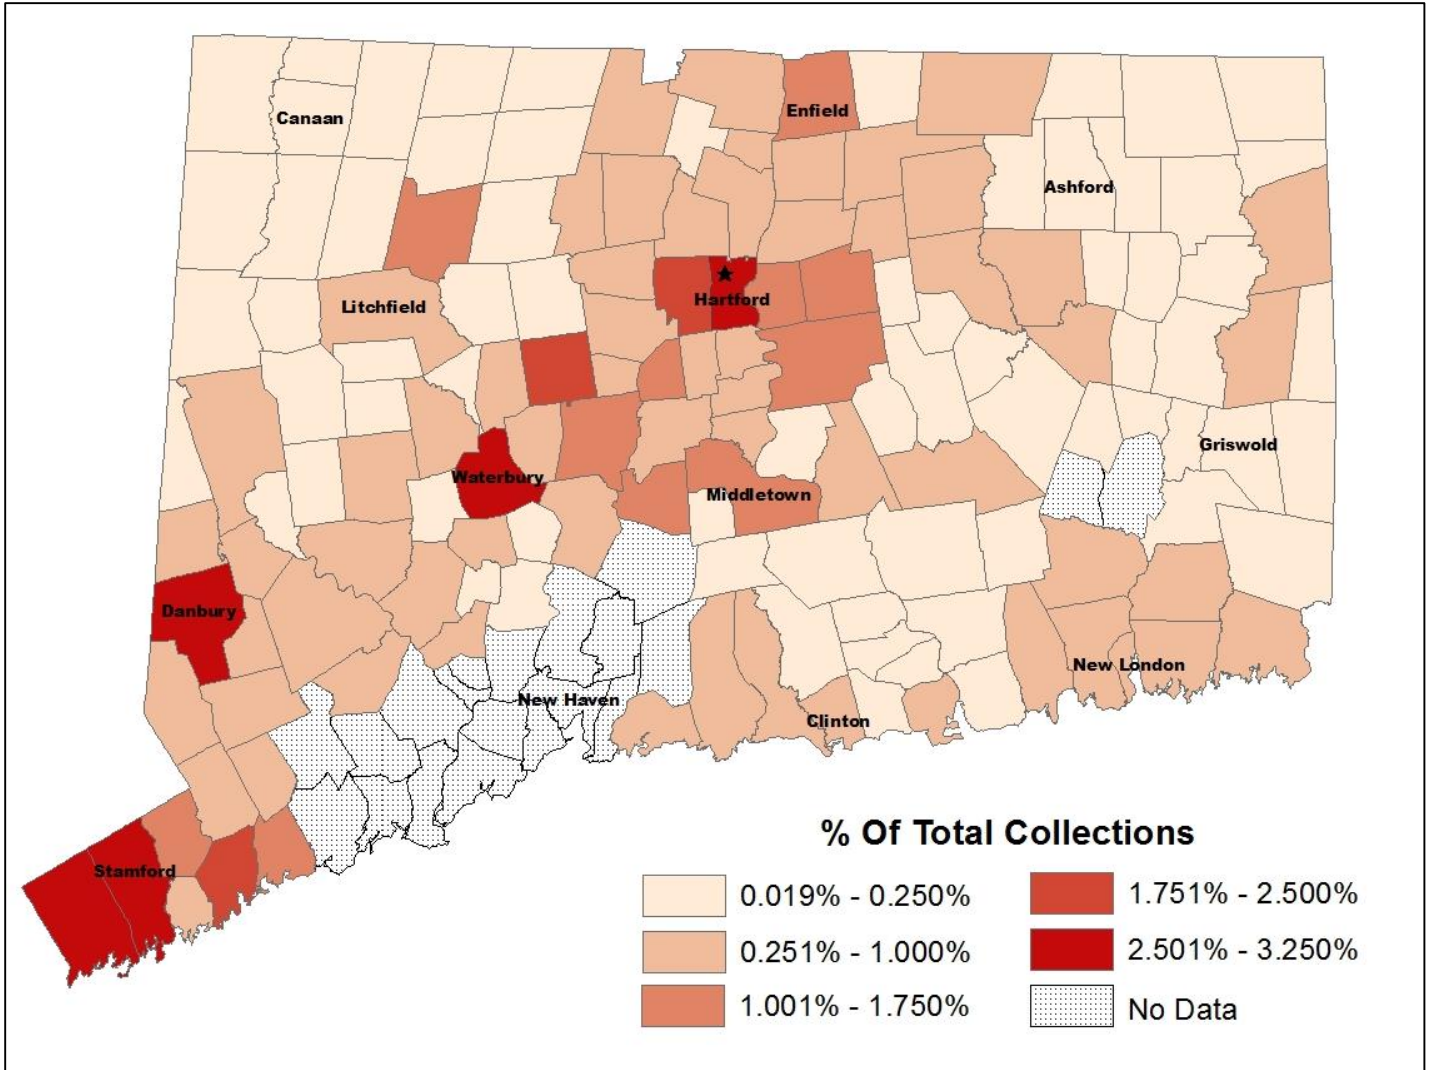 Enfield
Canaan
Ashford
Hartford
Litchfield
Griswold
Waterbury
Middletown
Danbury
New London
New Haven
Clinton
Stamford
% Of Total Collections
0.019% - 0.250%
0.251% - 1.000%
1.001% - 1.750%
1.751% - 2.500%
2.501% - 3.250%
No Data